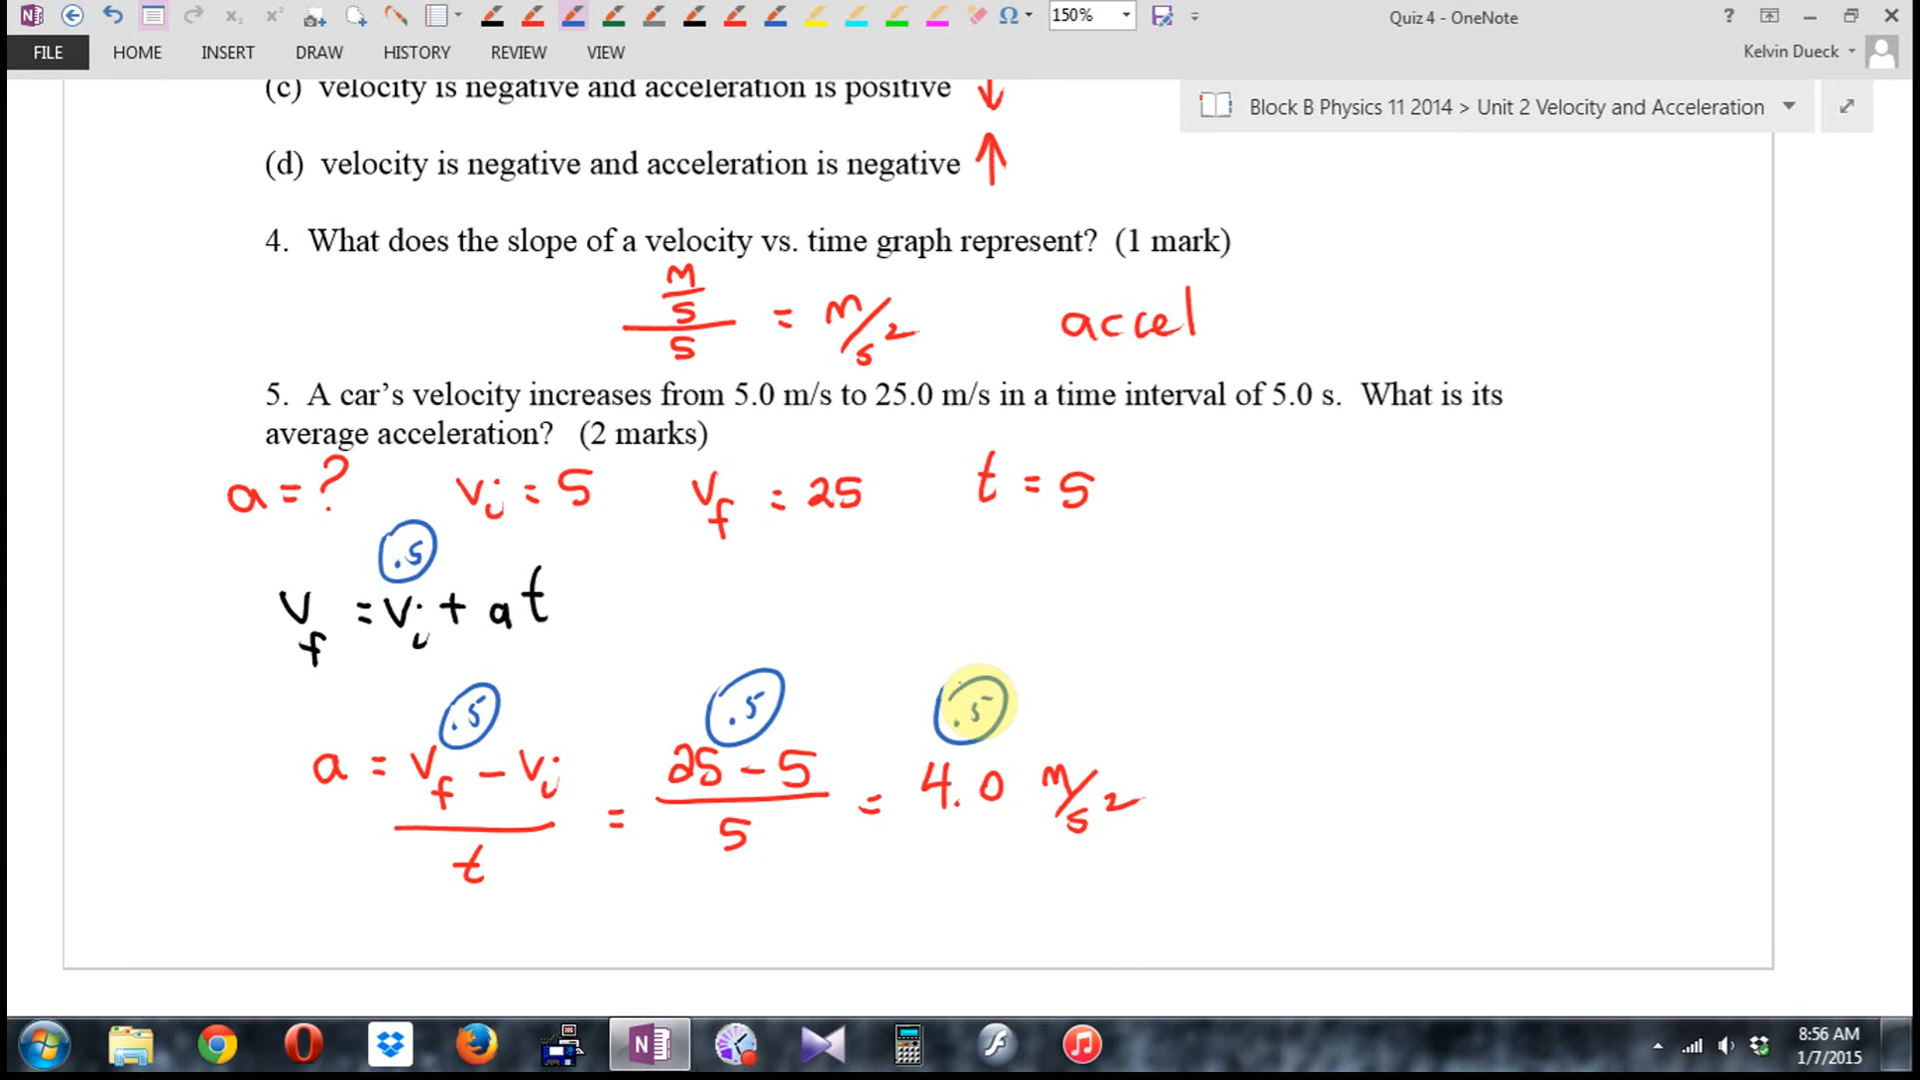 150%
Quiz 4 - OneNote
FILE HOME INSERT DRAW HISTORY REVIEW VIEW
Kelvin Dueck
Block B Physics 11 2014 > Unit 2 Velocity and Acceleration
(c) velocity is negative and acceleration is positive ↓
(d) velocity is negative and acceleration is negative ↑
4. What does the slope of a velocity vs. time graph represent? (1 mark)
m/s / s = m/s² accel
5. A car's velocity increases from 5.0 m/s to 25.0 m/s in a time interval of 5.0 s. What is its
average acceleration? (2 marks)
a = ? vi = 5 vf = 25 t = 5
.5
vf = vi + at
.5 .5 .5
a = vf - vi / t = 25 - 5 / 5 = 4.0 m/s²
8:56 AM
1/7/2015